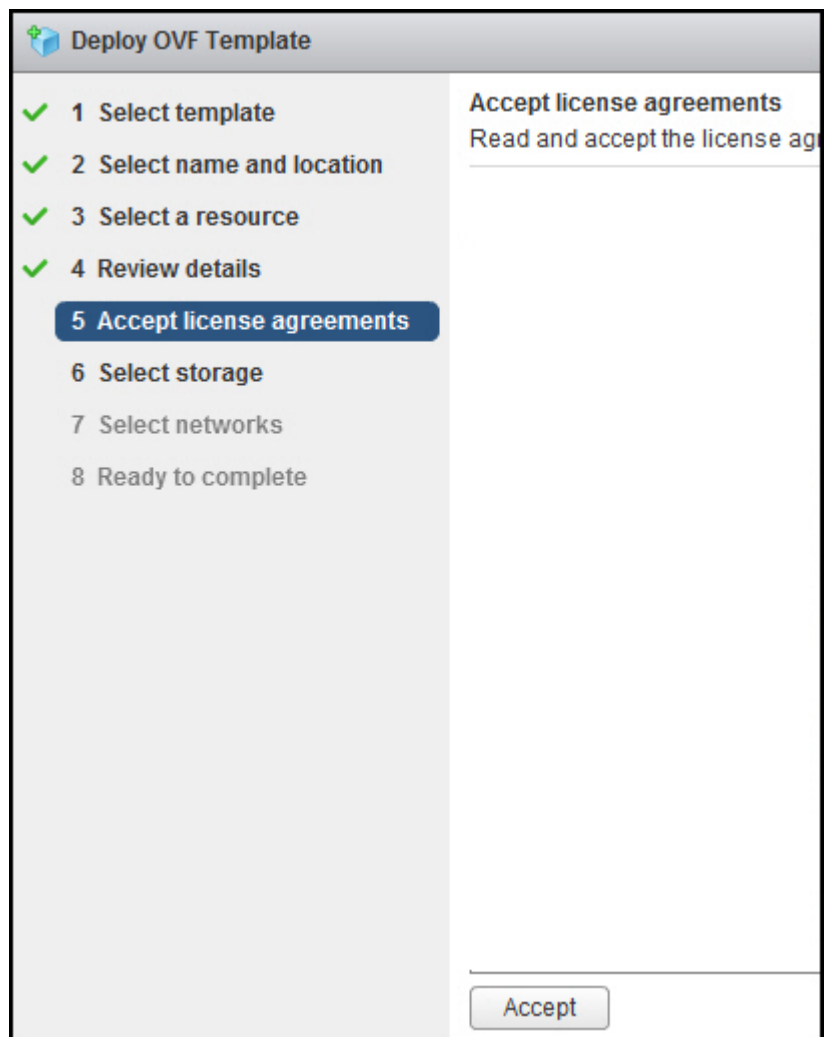 Deploy OVF Template
1 Select template
2 Select name and location
3 Select a resource
4 Review details
5 Accept license agreements
6 Select storage
7 Select networks
8 Ready to complete
Accept license agreements
Read and accept the license
Accept